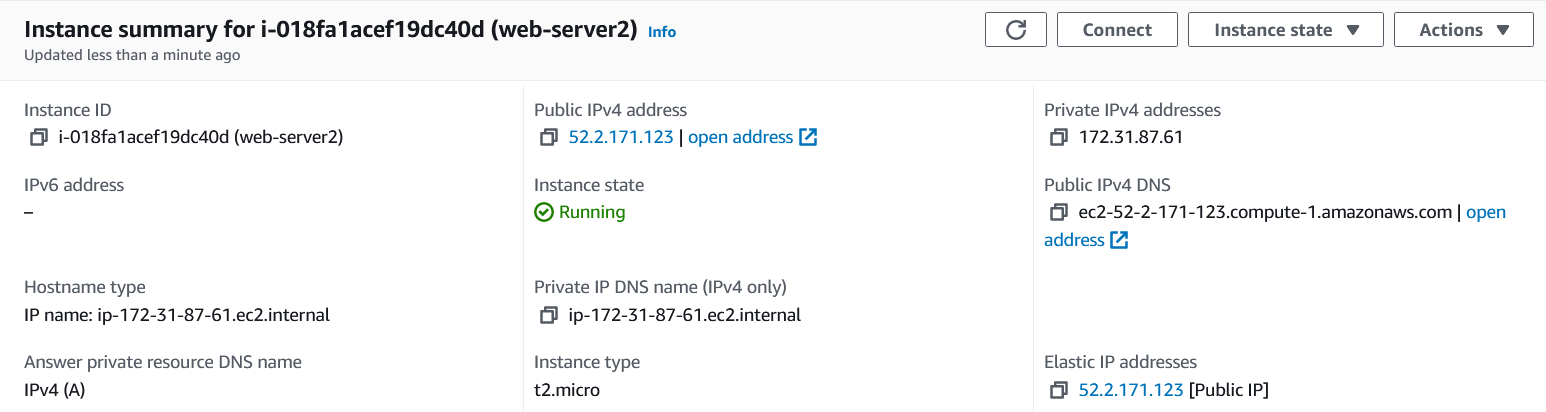 Instance summary for i-018fa1acef19dc40d (web-server2) Info
Updated less than a minute ago
Connect
Instance state
Actions
Instance ID
i-018fa1acef19dc40d (web-server2)
Public IPv4 address
52.2.171.123 | open address
Private IPv4 addresses
172.31.87.61
IPv6 address
–
Instance state
Running
Public IPv4 DNS
ec2-52-2-171-123.compute-1.amazonaws.com | open
address
Hostname type
IP name: ip-172-31-87-61.ec2.internal
Private IP DNS name (IPv4 only)
ip-172-31-87-61.ec2.internal
Answer private resource DNS name
IPv4 (A)
Instance type
t2.micro
Elastic IP addresses
52.2.171.123 [Public IP]